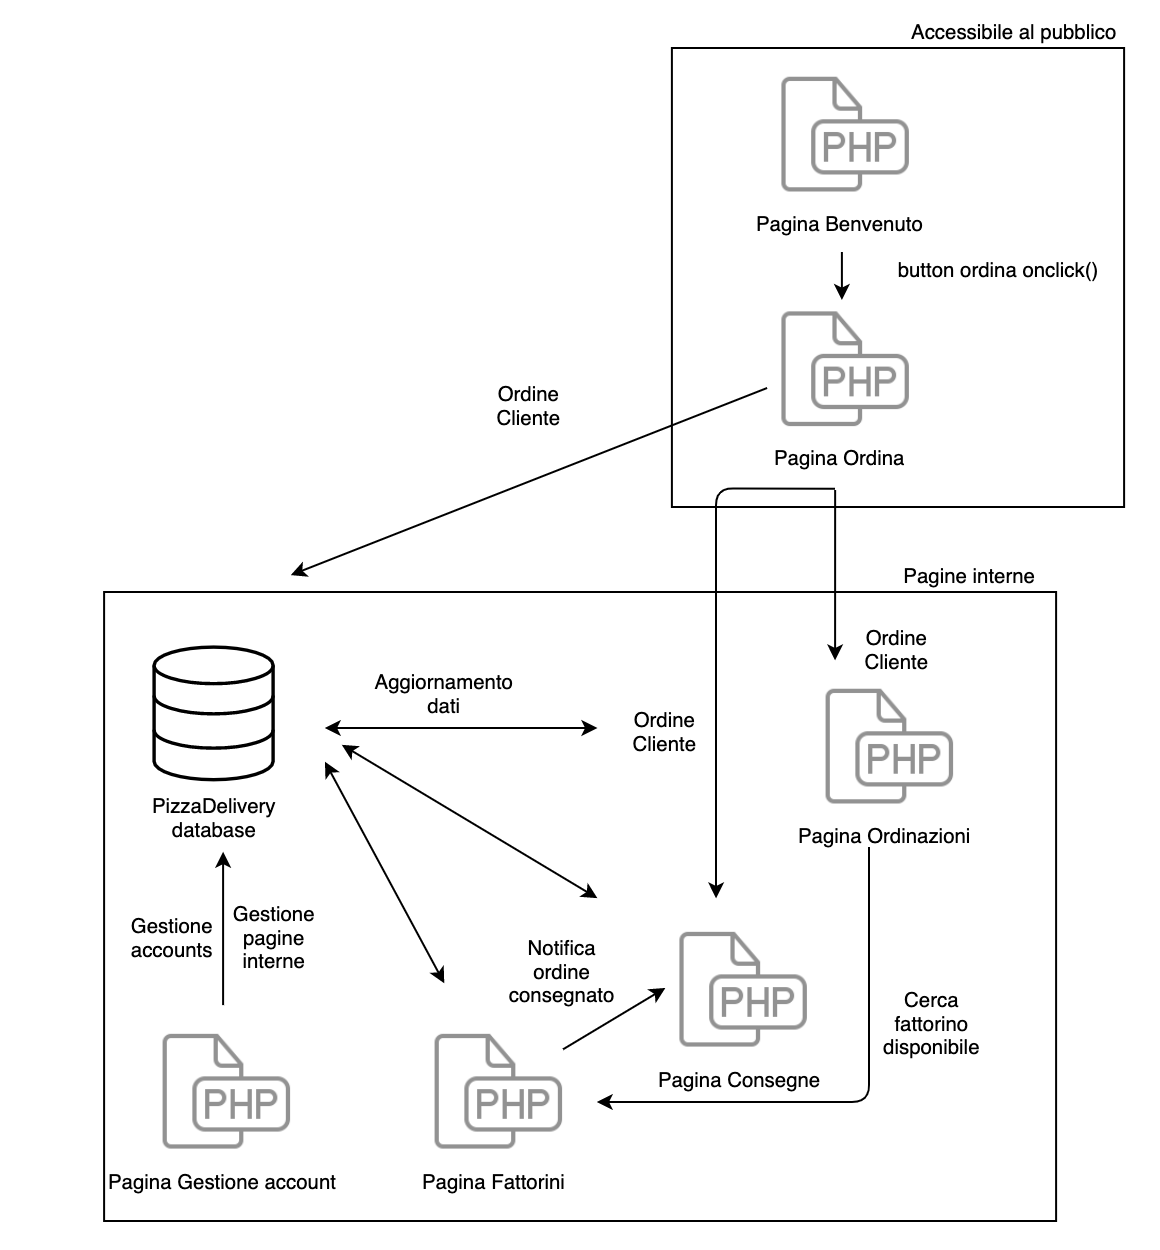 Accessibile al pubblico
PHP
Pagina Benvenuto
button ordina onclick()
PHP
Pagina Ordina
Ordine
Cliente
Pagine interne
Ordine
Cliente
Aggiornamento
dati
Ordine
Cliente
PHP
PizzaDelivery
database
Pagina Ordinazioni
Gestione
accounts
Gestione
pagine
interne
Notifica
ordine
consegnato
PHP
Cerca
fattorino
disponibile
Pagina Consegne
PHP
PHP
Pagina Gestione account
Pagina Fattorini